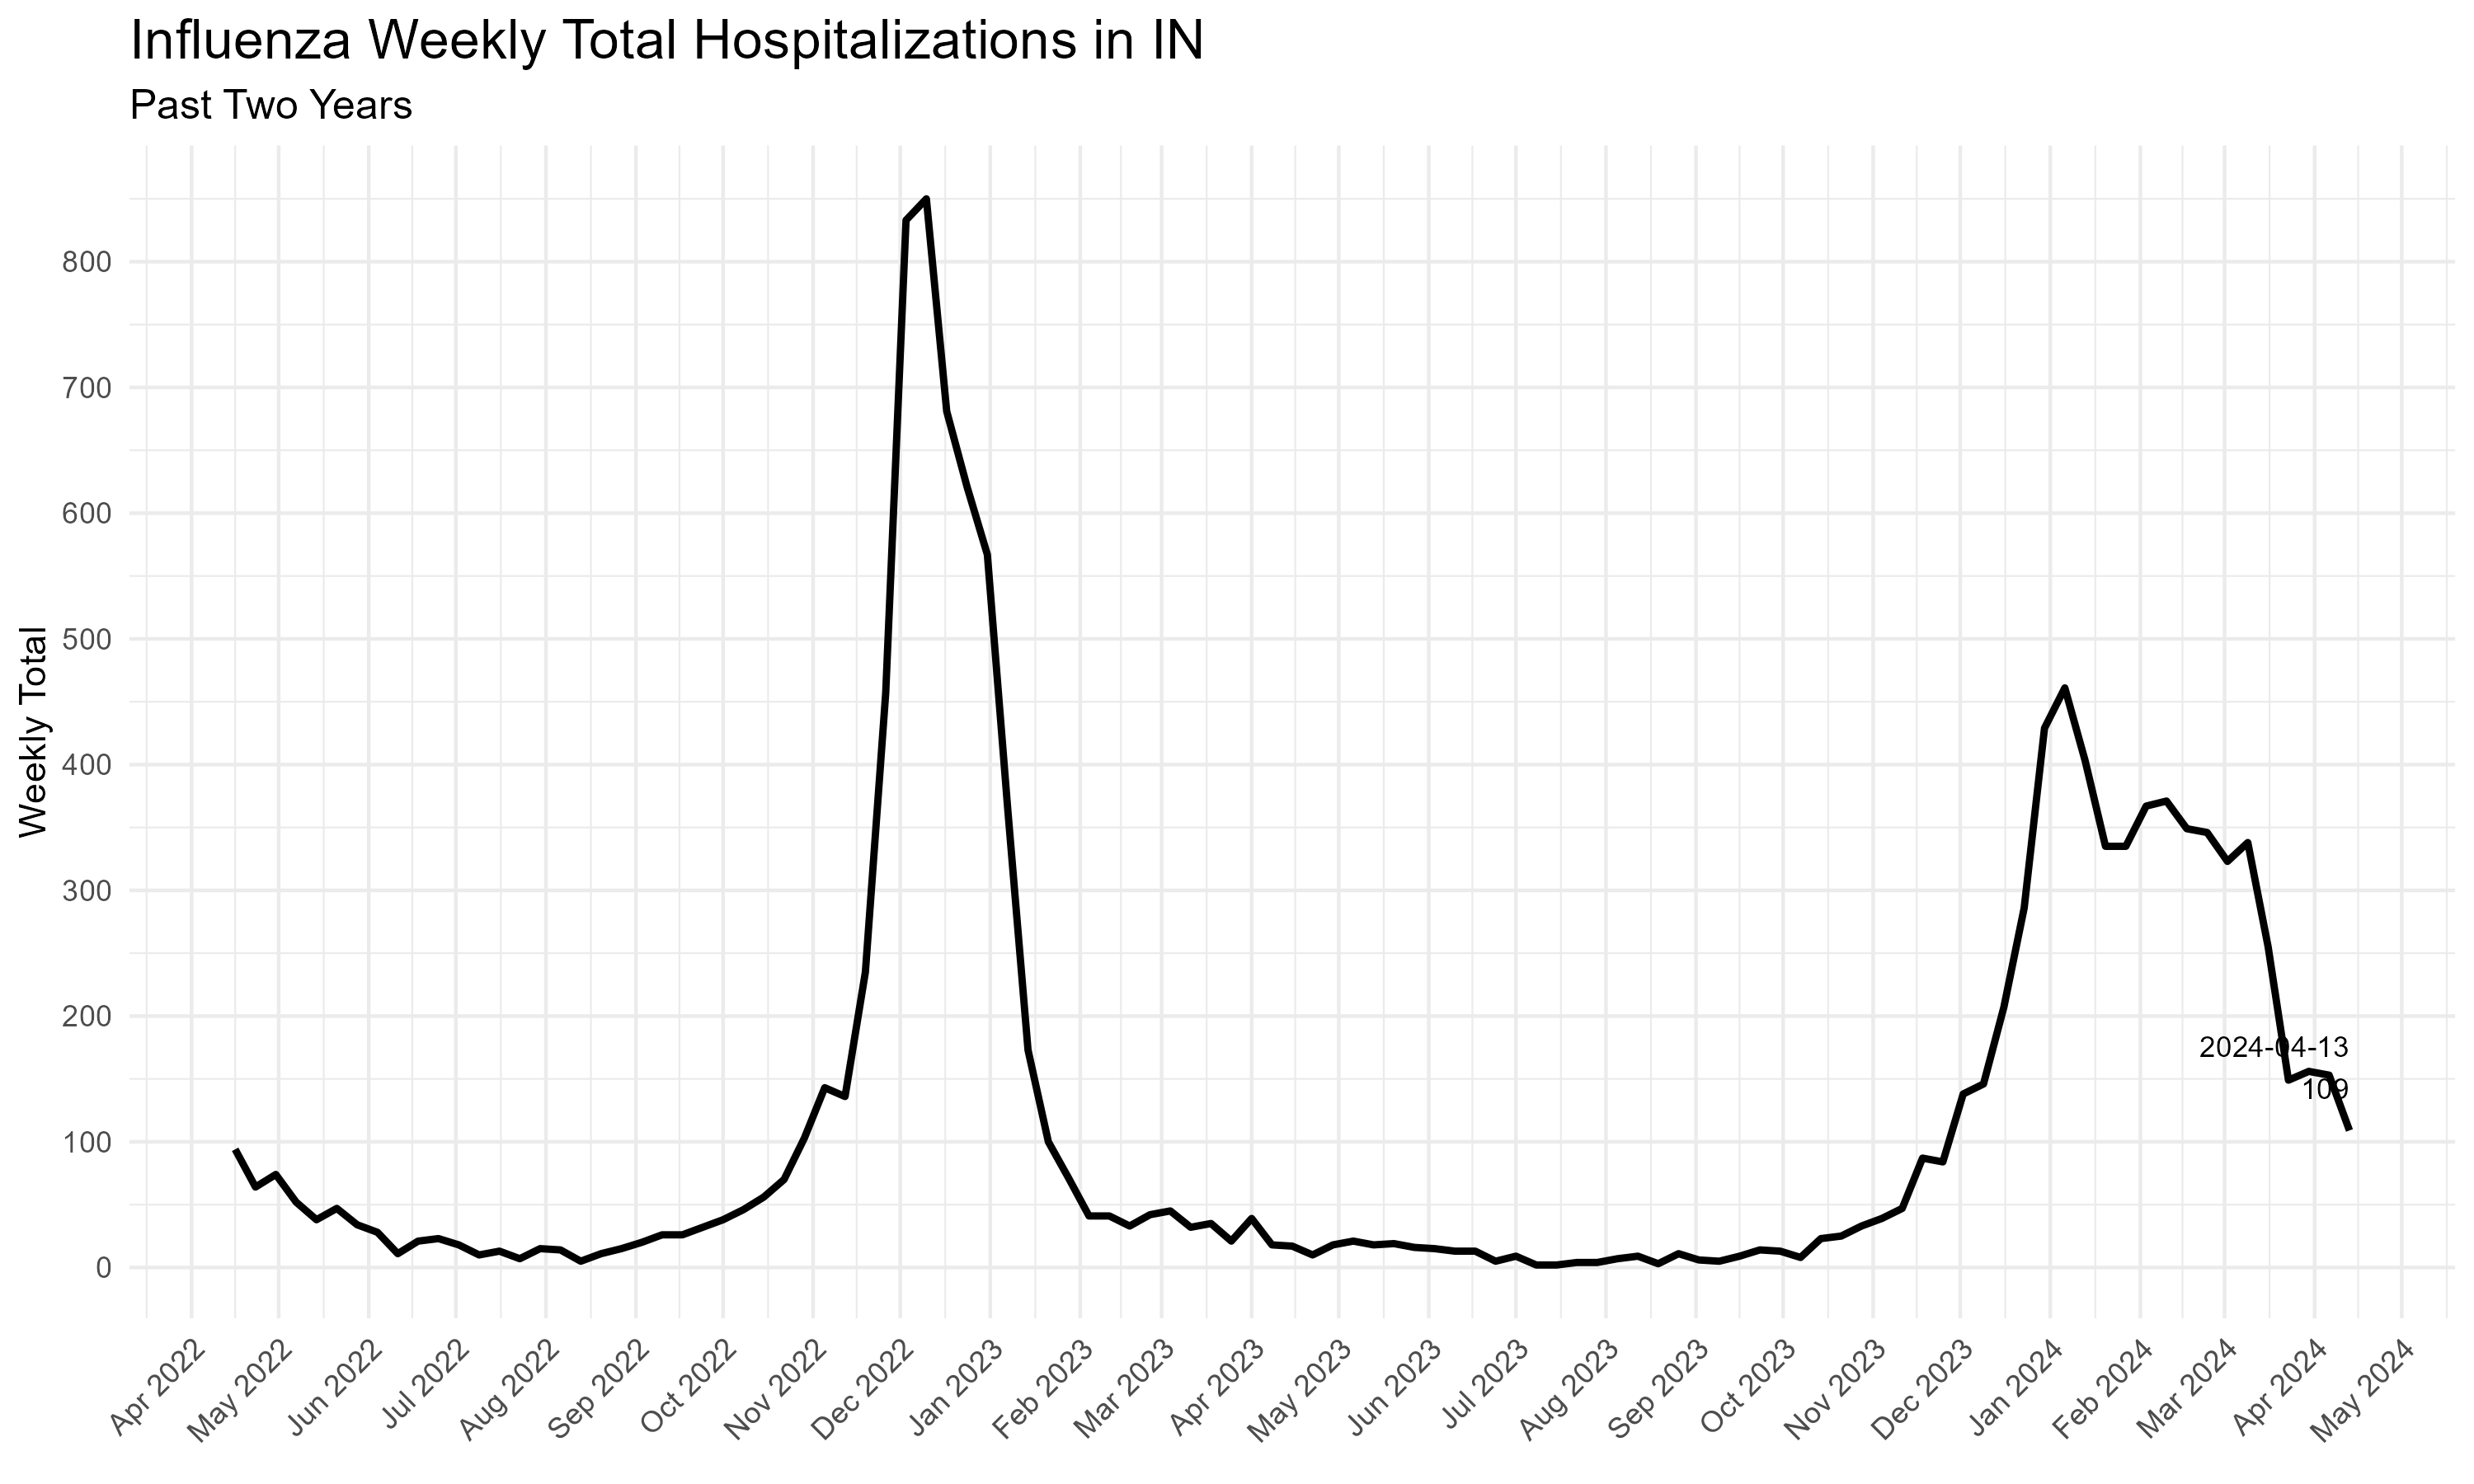 Influenza Weekly Total Hospitalizations in IN
Past Two Years
Weekly Total
800
700
600
500
400
300
200
100
0
2024-04-13
109
Apr 2022
May 2022
Jun 2022
Jul 2022
Aug 2022
Sep 2022
Oct 2022
Nov 2022
Dec 2022
Jan 2023
Feb 2023
Mar 2023
Apr 2023
May 2023
Jun 2023
Jul 2023
Aug 2023
Sep 2023
Oct 2023
Nov 2023
Dec 2023
Jan 2024
Feb 2024
Mar 2024
Apr 2024
May 2024